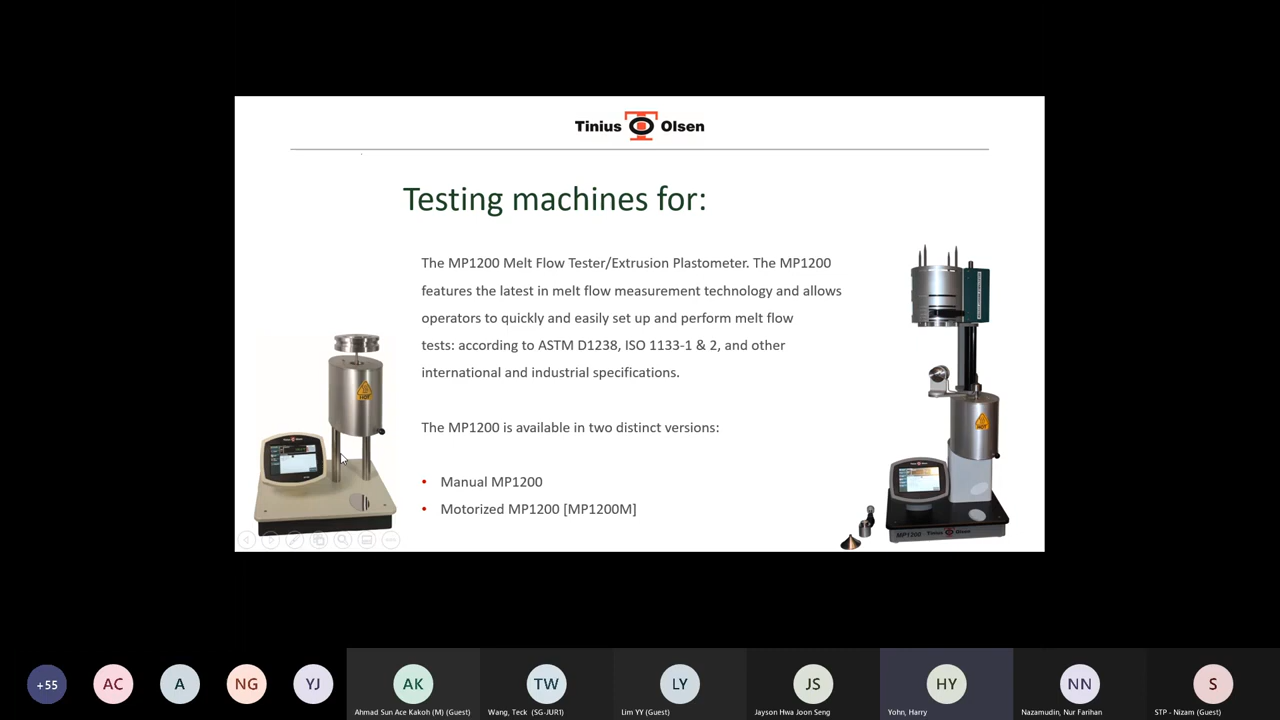 Tinius Olsen
Testing machines for:
The MP1200 Melt Flow Tester/Extrusion Plastometer. The MP1200
features the latest in melt flow measurement technology and allows
operators to quickly and easily set up and perform melt flow
tests: according to ASTM D1238, ISO 1133-1 & 2, and other
international and industrial specifications.
The MP1200 is available in two distinct versions:
• Manual MP1200
• Motorized MP1200 [MP1200M]
HOT
MP1200 Tinius Olsen
+55
AC
A
NG
YJ
AK
TW
LY
JS
HY
NN
S
Ahmad Sun Ace Kakoh (M) (Guest)
Wang, Teck (SG-JUR1)
Lim YY (Guest)
Jayson Hwa Joon Seng
Yohn, Harry
Nazamudin, Nur Farihan
STP - Nizam (Guest)